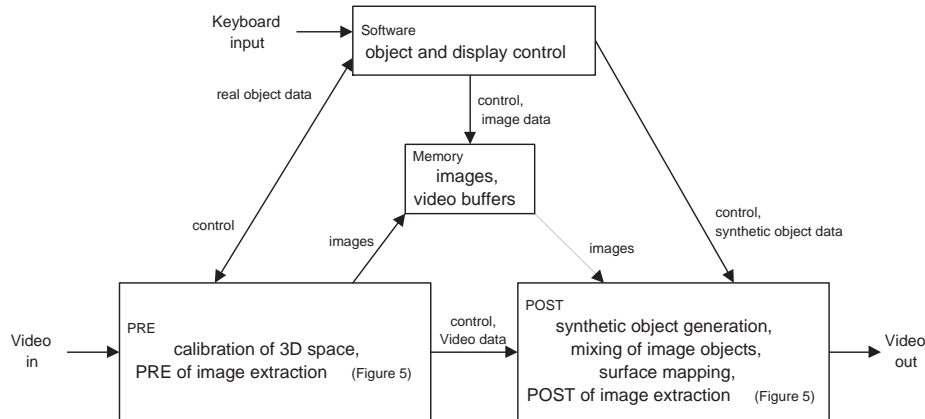 Keyboard
input
Software
object and display control
real object data
control,
image data
Memory
images,
video buffers
control
images
images
control,
synthetic object data
Video
in
PRE
calibration of 3D space,
PRE of image extraction (Figure 5)
control,
Video data
POST
synthetic object generation,
mixing of image objects,
surface mapping,
POST of image extraction (Figure 5)
Video
out